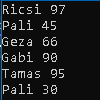 Ricsi 97
Pali 45
Geza 66
Gabi 90
Tamas 95
Pali 30